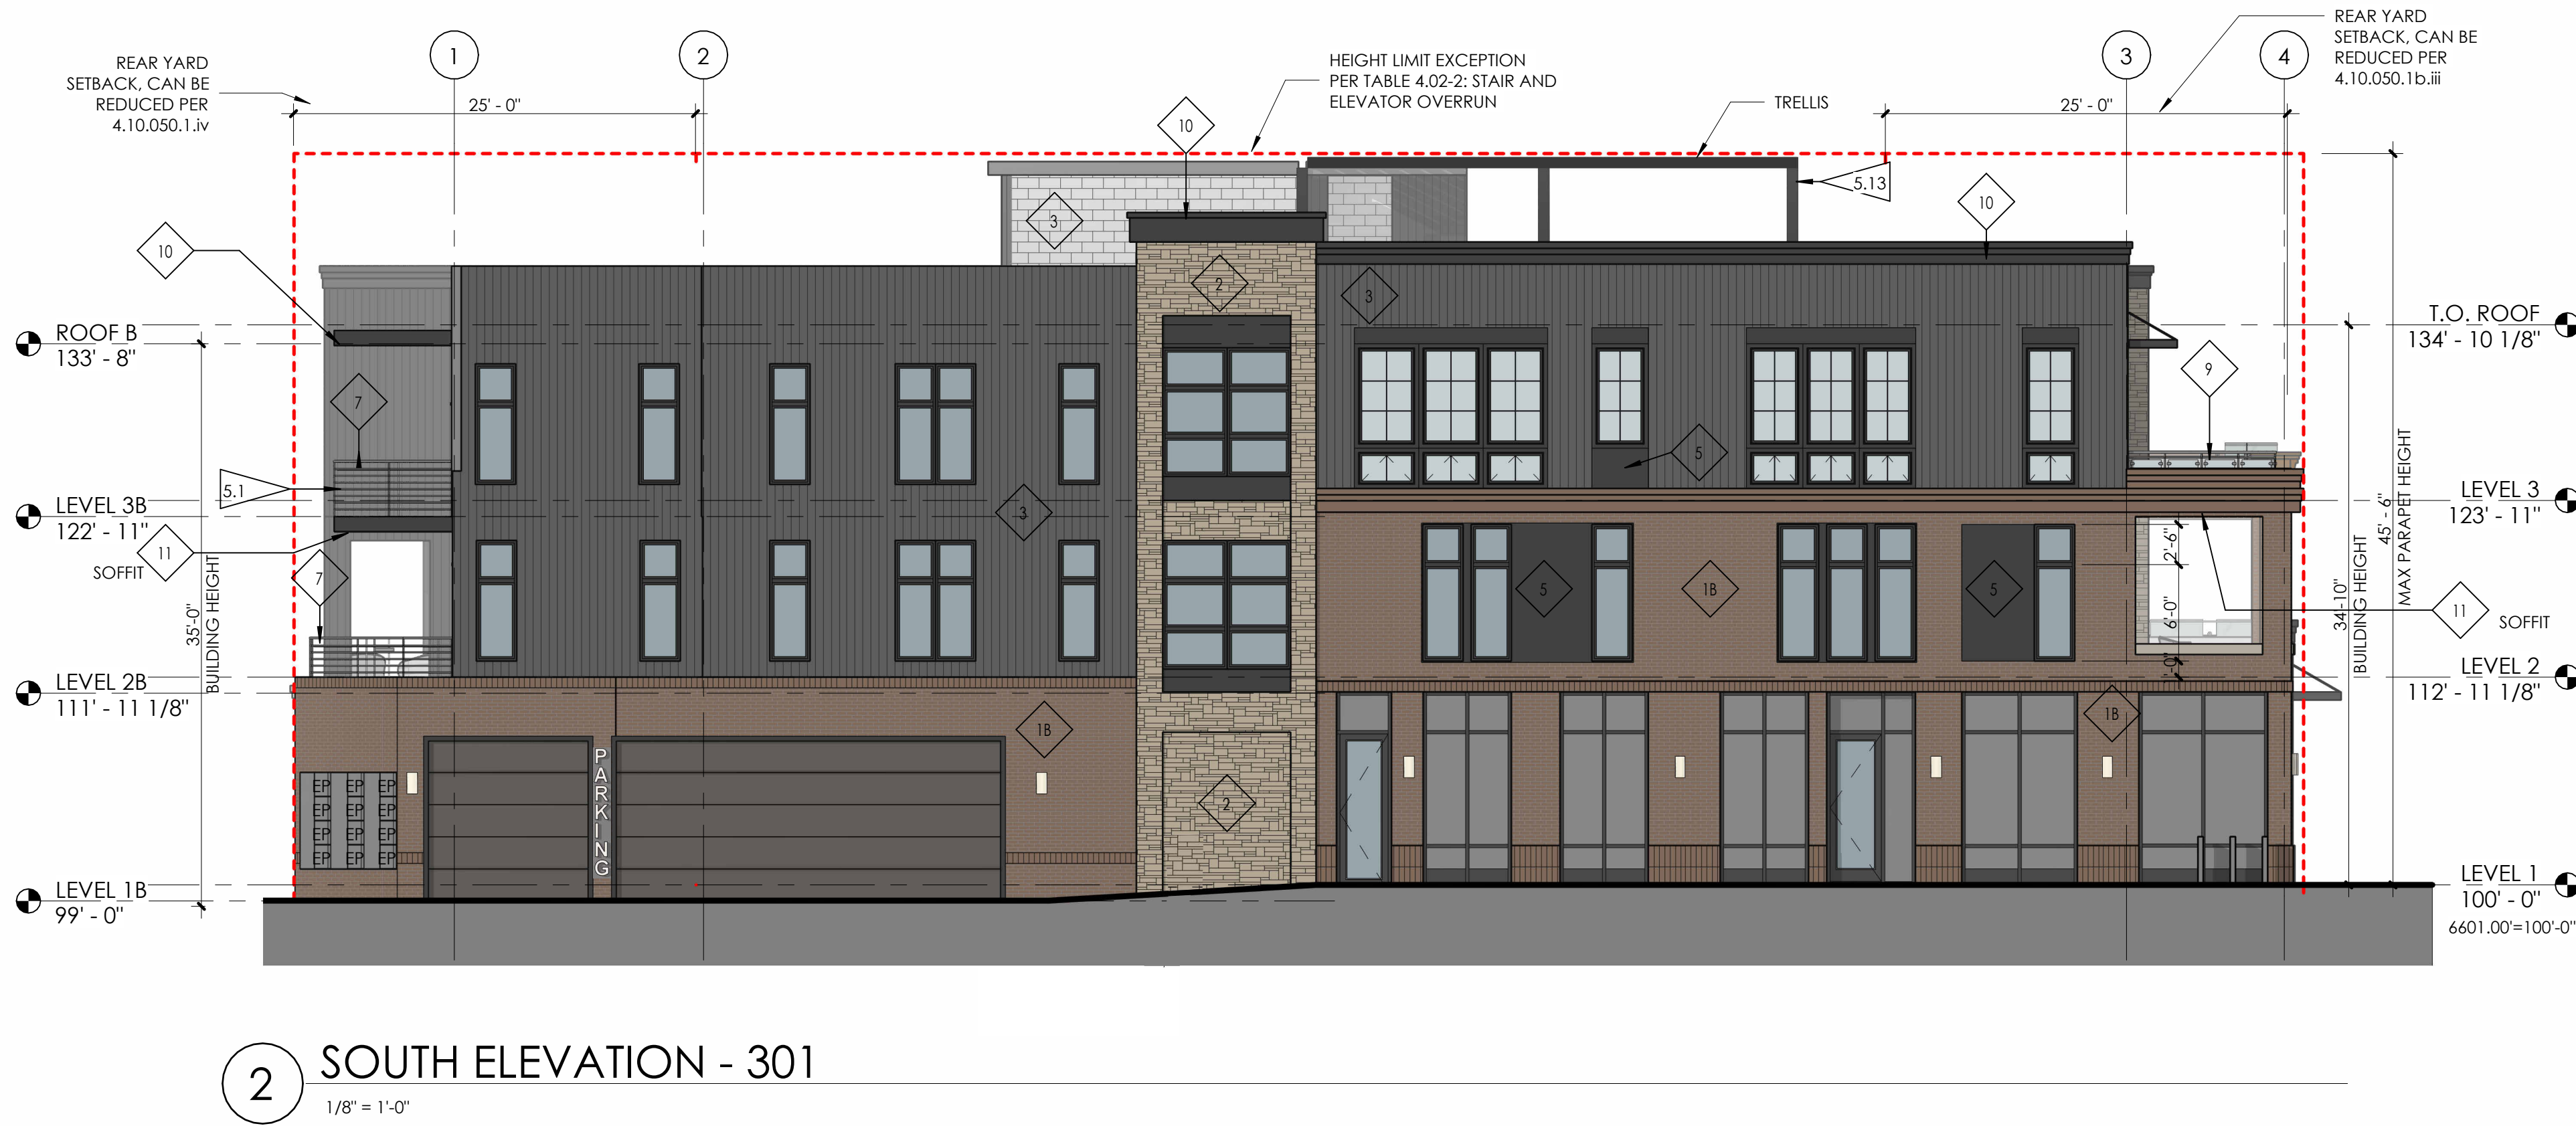 REAR YARD
SETBACK, CAN BE
REDUCED PER
4.10.050.1.iv
1
2
25' - 0"
HEIGHT LIMIT EXCEPTION
PER TABLE 4.02-2: STAIR AND
ELEVATOR OVERRUN
TRELLIS
3
4
REAR YARD
SETBACK, CAN BE
REDUCED PER
4.10.050.1b.iii
25' - 0"
10
5.13
3
10
10
2
3
ROOF B
133' - 8"
T.O. ROOF
134' - 10 1/8"
7
9
5
5.1
3
LEVEL 3B
122' - 11"
LEVEL 3
123' - 11"
11
SOFFIT
7
5
1B
5
11
SOFFIT
2'-6"
6'-0"
35'-0"
BUILDING HEIGHT
34'-10"
BUILDING HEIGHT
45' - 6"
MAX PARAPET HEIGHT
LEVEL 2B
111' - 11 1/8"
LEVEL 2
112' - 11 1/8"
1B
1B
PARKING
EP EP EP
EP EP EP
EP EP EP
EP EP EP
2
LEVEL 1B
99' - 0"
LEVEL 1
100' - 0"
6601.00'=100'-0"
2
SOUTH ELEVATION - 301
1/8" = 1'-0"